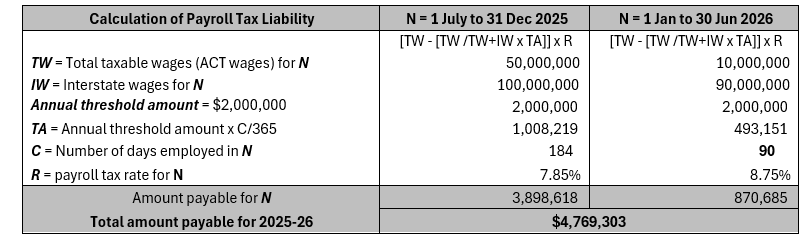 Calculation of Payroll Tax Liability N = 1 July to 31 Dec 2025 N = 1 Jan to 30 Jun 2026
[TW - [TW /TW+IW x TA]] x R [TW - [TW /TW+IW x TA]] x R
TW = Total taxable wages (ACT wages) for N 50,000,000 10,000,000
IW = Interstate wages for N 100,000,000 90,000,000
Annual threshold amount = $2,000,000 2,000,000 2,000,000
TA = Annual threshold amount x C/365 1,008,219 493,151
C = Number of days employed in N 184 90
R = payroll tax rate for N 7.85% 8.75%
Amount payable for N 3,898,618 870,685
Total amount payable for 2025-26 $4,769,303